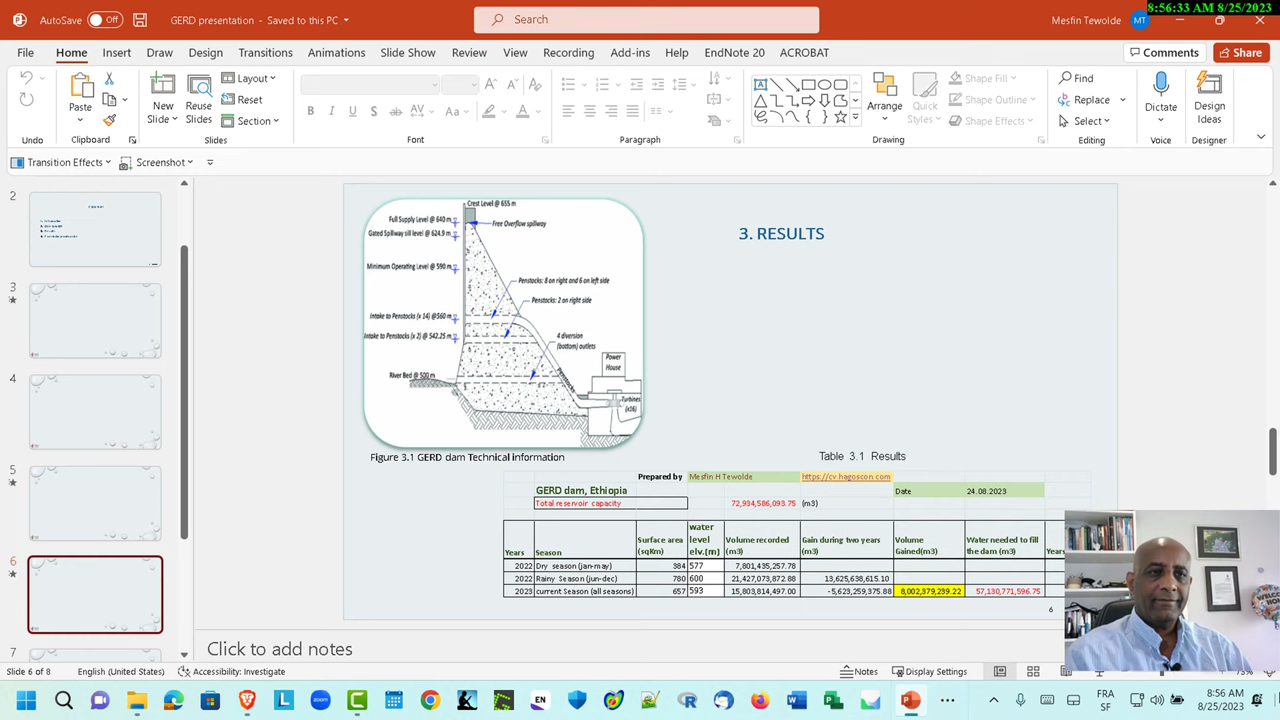 8:56:33 AM 8/25/2023
AutoSave Off GERD presentation - Saved to this PC Search Mesfin Tewolde MT
File Home Insert Draw Design Transitions Animations Slide Show Review View Recording Add-ins Help EndNote 20 ACROBAT Comments Share
Paste New Slide Reuse Slides Layout Reset Section Arrange Quick Styles Shape Fill Shape Outline Shape Effects Find Replace Select Dictate Design Ideas
Undo Clipboard Slides Font Paragraph Drawing Editing Voice Designer
Transition Effects Screenshot
2
3
4
5
6
7
Crest Level @ 655 m
Full Supply Level @ 640 m
Free Overflow spillway
Gated Spillway sill level @ 624.9 m
Minimum Operating Level @ 590 m
Penstocks: 8 on right and 6 on left side
Penstocks: 2 on right side
Intake to Penstocks (x 14) @560 m
Intake to Penstocks (x 2) @ 542.25 m
4 diversion
(bottom) outlets
Power
House
River Bed @ 500 m
Penstocks
Turbines
(x16)
3. RESULTS
Figure 3.1 GERD dam Technical information
Table 3.1 Results
Prepared by Mesfin H Tewolde https://cv.hagoscon.com
GERD dam, Ethiopia Date 24.08.2023
Total reservoir capacity 72,934,586,093.75 (m3)
Years Season Surface area (sqKm) water level elv.[m) Volume recorded (m3) Gain during two years (m3) Volume Gained(m3) Water needed to fill the dam (m3) Years
2022 Dry season (jan-may) 384 577 7,801,435,257.78
2022 Rainy Season (jun-dec) 780 600 21,427,073,872.88 13,625,638,615.10
2023 current Season (all seasons) 657 593 15,803,814,497.00 -5,623,259,375.88 8,002,379,239.22 57,130,771,596.75
6
Click to add notes
Slide 6 of 8 English (United States) Accessibility: Investigate Notes Display Settings 73%
EN FRA SF 8:56 AM 8/25/2023